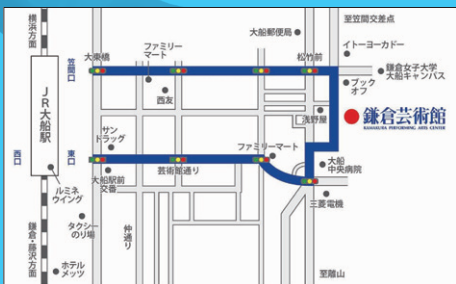 横浜方面
笠間口
大東橋
ファミリー
マート
西友
大船郵便局
松竹前
至笠間交差点
イトーヨーカドー
鎌倉女子大学
大船キャンパス
ブック
オフ
浅野屋
鎌倉芸術館
KAMAKURA PERFORMING ARTS CENTER
JR大船駅
西口
東口
サン
ドラッグ
大船駅前
交番
芸術館通り
ファミリーマート
大船
中央病院
三菱電機
ルミネ
ウイング
タクシー
のり場
仲通り
鎌倉・藤沢方面
ホテル
メッツ
至離山